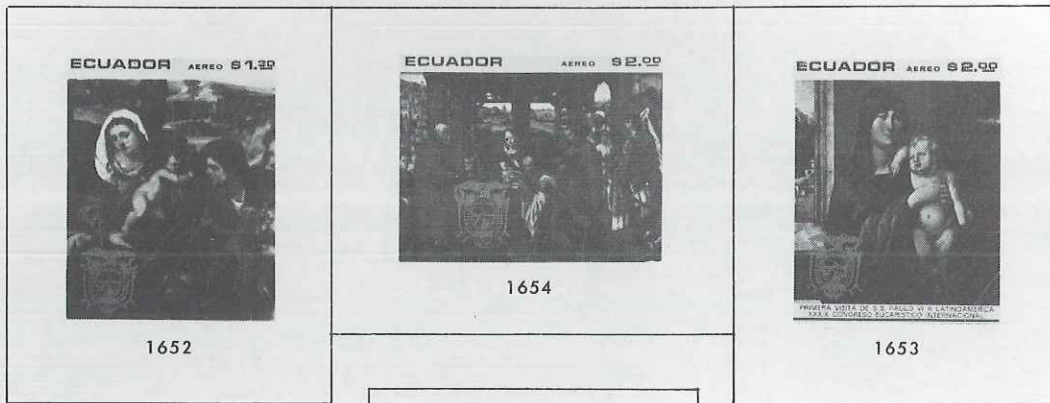 ECUADOR AEREO $1.30
1652
ECUADOR AEREO $2.00
1654
ECUADOR AEREO $2.00
PRIMERA VISITA DE S.S. PAULO VI A LATINOAMERICA
XXXIX CONGRESO EUCARISTICO INTERNACIONAL
1653